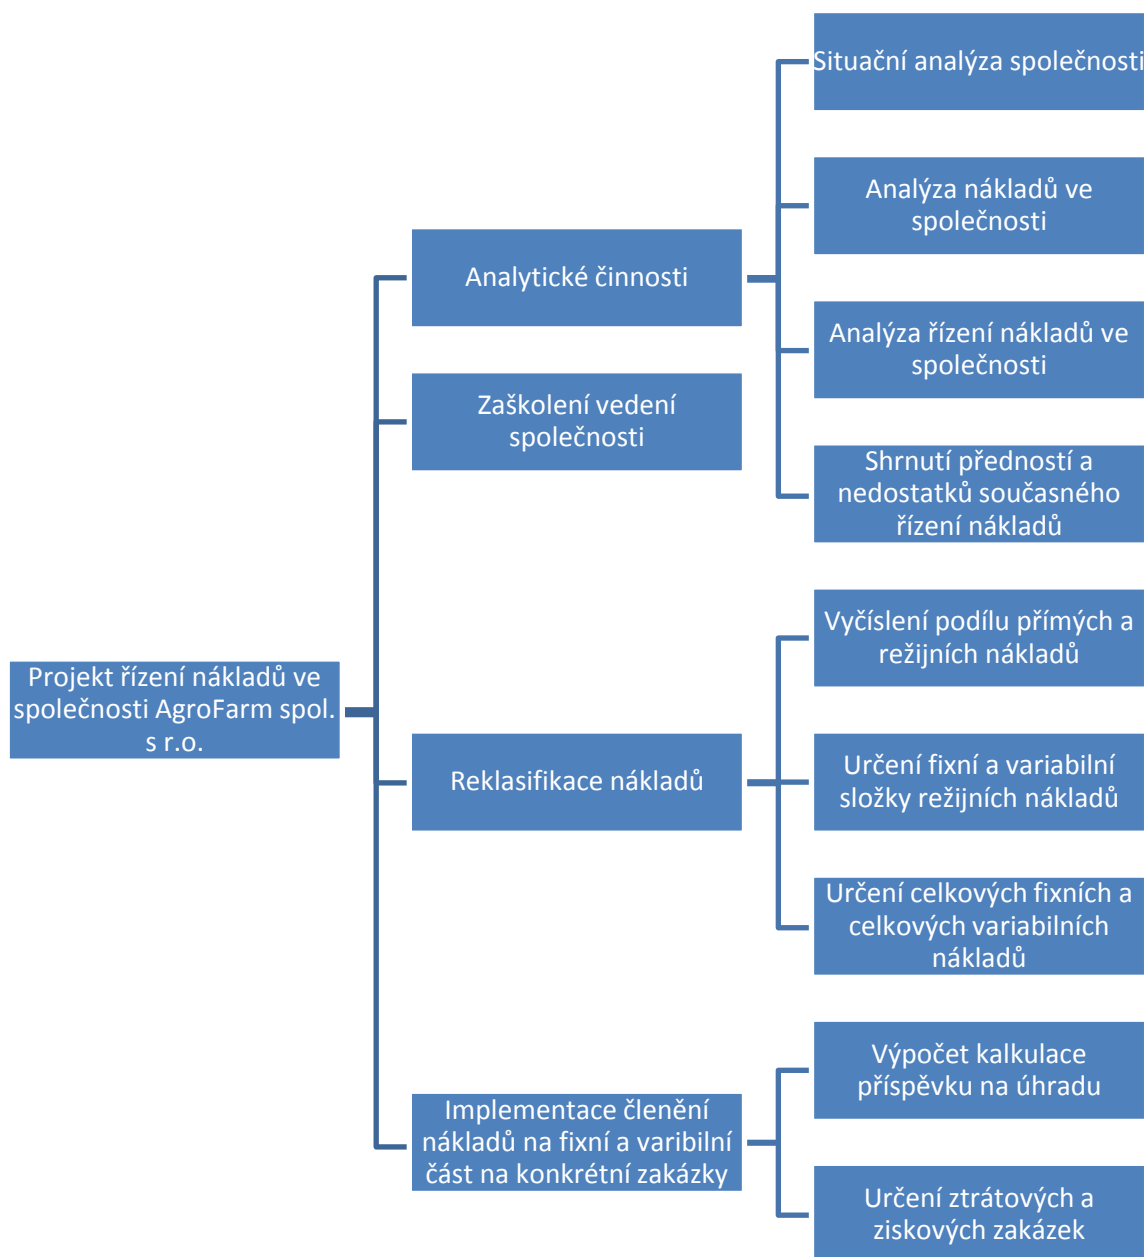 Projekt řízení nákladů ve
společnosti AgroFarm spol.
s r.o.
Analytické činnosti
Situační analýza společnosti
Analýza nákladů ve
společnosti
Analýza řízení nákladů ve
společnosti
Shrnutí předností a
nedostatků současného
řízení nákladů
Zaškolení vedení
společnosti
Reklasifikace nákladů
Vyčíslení podílu přímých a
režijních nákladů
Určení fixní a variabilní
složky režijních nákladů
Určení celkových fixních a
celkových variabilních
nákladů
Implementace členění
nákladů na fixní a varibilní
část na konkrétní zakázky
Výpočet kalkulace
příspěvku na úhradu
Určení ztrátových a
ziskových zakázek